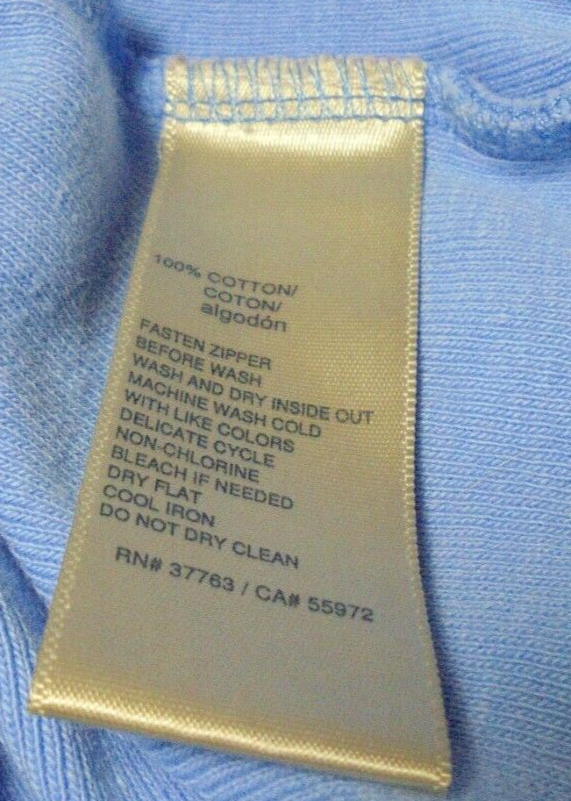 100% COTTON/
COTON/
algodón
FASTEN ZIPPER
BEFORE WASH
WASH AND DRY INSIDE OUT
MACHINE WASH COLD
WITH LIKE COLORS
DELICATE CYCLE
NON-CHLORINE
BLEACH IF NEEDED
DRY FLAT
COOL IRON
DO NOT DRY CLEAN
RN# 37763 / CA# 55972